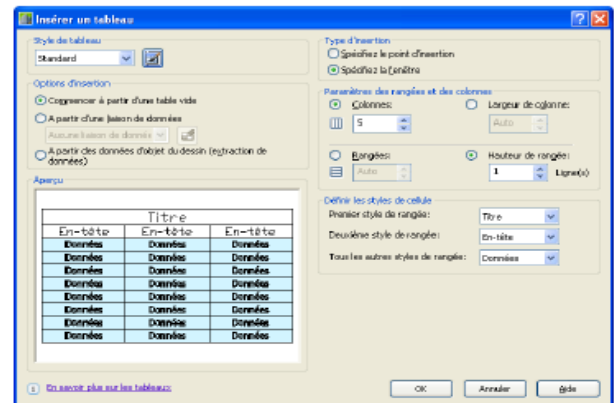 Insérer un tableau
Style de tableau
Standard
Options d'insertion
Commencer à partir d'une table vide
A partir d'une liaison de données
Aucune liaison de donnée
A partir des données d'objet du dessin (extraction de données)
Aperçu
Titre
En-tête En-tête En-tête
Données Données Données
Données Données Données
Données Données Données
Données Données Données
Données Données Données
Données Données Données
Données Données Données
Données Données Données
En savoir plus sur les tableaux
Type d'insertion
Spécifiez le point d'insertion
Spécifiez la fenêtre
Paramètres des rangées et des colonnes
Colonnes: Largeur de colonne:
5 Auto
Rangées: Hauteur de rangée:
Auto 1 Ligne(s)
Définir les styles de cellule
Premier style de rangée: Titre
Deuxième style de rangée: En-tête
Tous les autres styles de rangée: Données
OK Annuler Aide